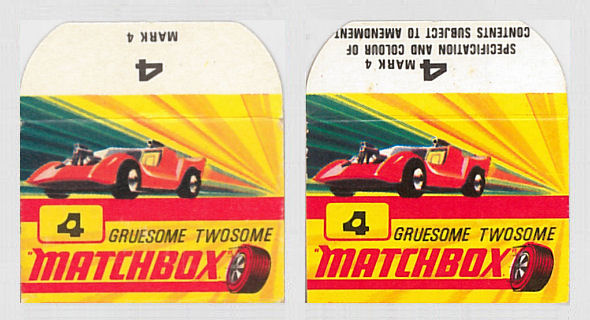 4
MARK 4
4
GRUESOME TWOSOME
"MATCHBOX"
4
MARK 4
SPECIFICATION AND COLOUR OF
CONTENTS SUBJECT TO AMENDMENT
4
GRUESOME TWOSOME
"MATCHBOX"